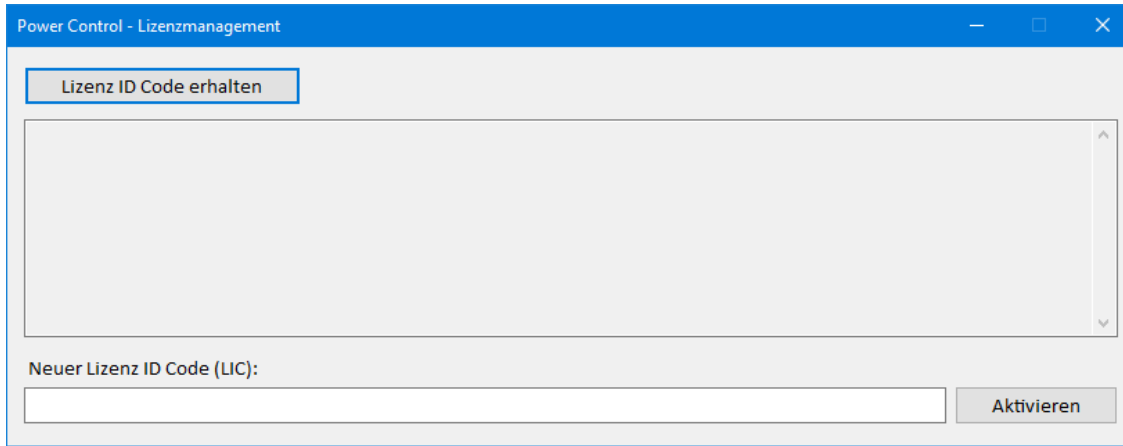 Power Control - Lizenzmanagement
Lizenz ID Code erhalten
Neuer Lizenz ID Code (LIC):
Aktivieren